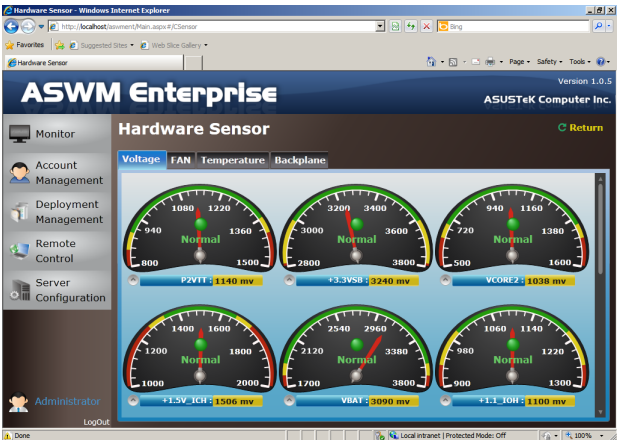 Hardware Sensor - Windows Internet Explorer
http://localhost/aswment/Main.aspx#/CSensor
Bing
Favorites
Suggested Sites
Web Slice Gallery
Hardware Sensor
Page
Safety
Tools
Version 1.0.5
ASWM Enterprise
ASUSTeK Computer Inc.
Monitor
Account
Management
Deployment
Management
Remote
Control
Server
Configuration
Administrator
LogOut
Hardware Sensor
Return
Voltage FAN Temperature Backplane
1080 1220
940 1360
Normal
800 1500
P2VTT : 1140 mv
3200 3400
3000 3600
Normal
2800 3800
+3.3VSB : 3240 mv
940 1160
720 1380
Normal
500 1600
VCORE2 : 1038 mv
1400 1600
1200 1800
Normal
1000 2000
+1.5V_ICH : 1506 mv
2540 2960
2120 3380
Normal
1700 3800
VBAT : 3090 mv
1060 1140
980 1220
Normal
900 1300
+1.1_IOH : 1100 mv
Done
Local intranet | Protected Mode: Off
100%